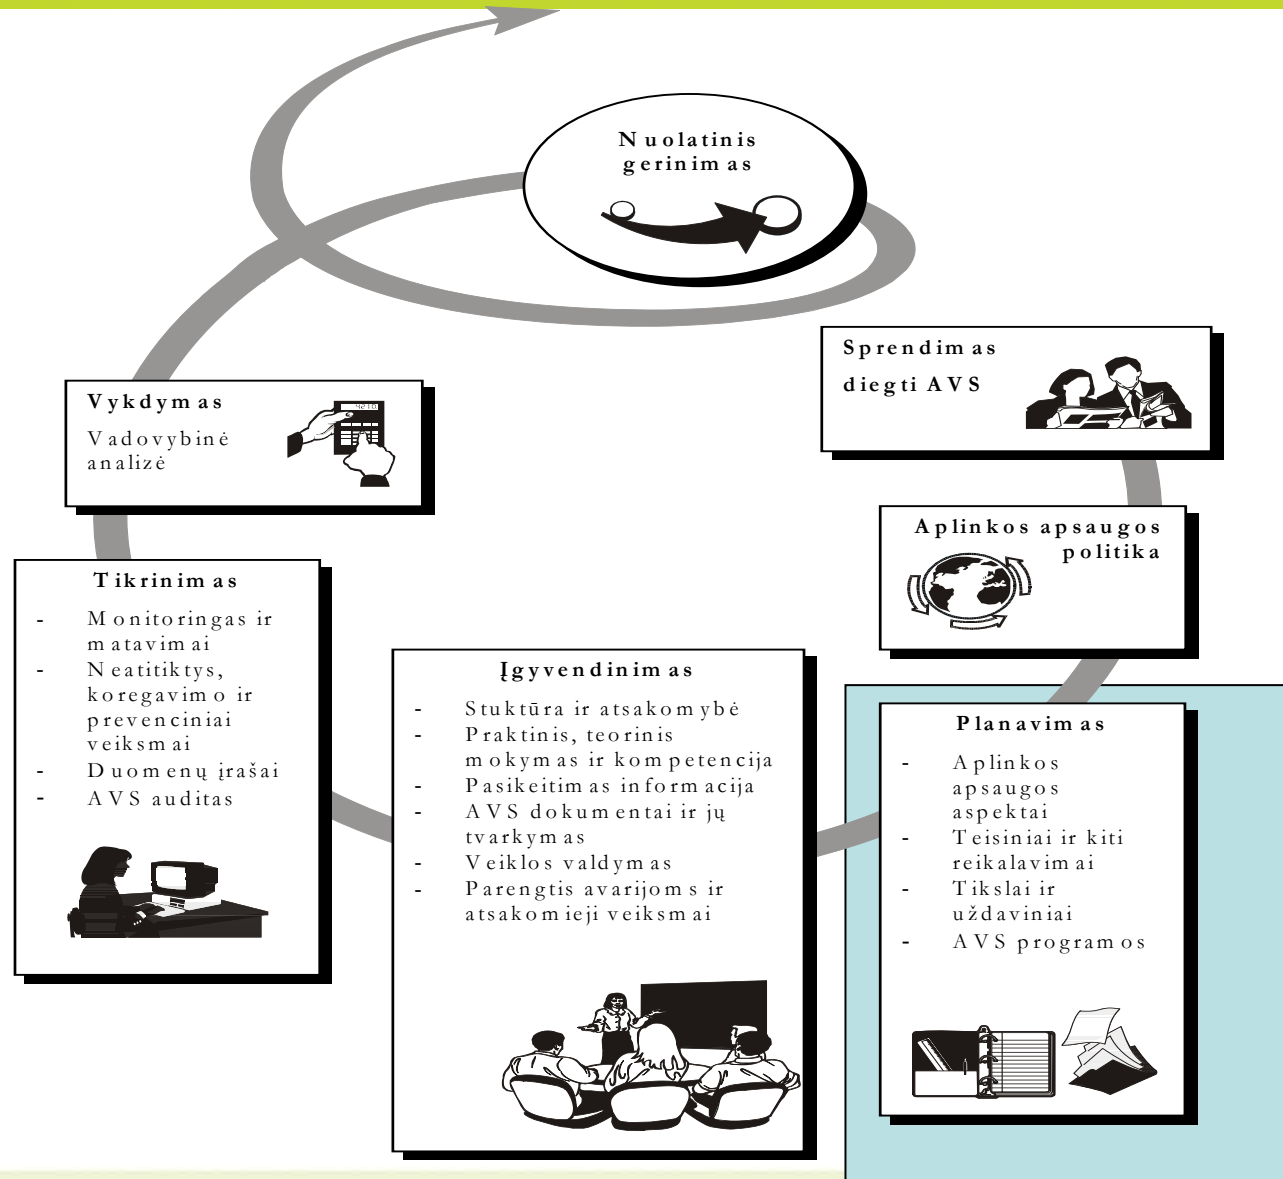 Nuolatinis
gerinimas
Sprendimas
diegti AVS
Vykdymas
Vadovybinė
analizė
4210.
Aplinkos apsaugos
politika
Tikrinimas
- Monitoringas ir
matavimai
- Neatitiktys,
koregavimo ir
prevenciniai
veiksmai
- Duomenų įrašai
- AVS auditas
Įgyvendinimas
- Stuktūra ir atsakomybė
- Praktinis, teorinis
mokymas ir kompetencija
- Pasikeitimas informacija
- AVS dokumentai ir jų
tvarkymas
- Veiklos valdymas
- Parengtis avarijoms ir
atsakomieji veiksmai
Planavimas
- Aplinkos
apsaugos
aspektai
- Teisiniai ir kiti
reikalavimai
- Tikslai ir
uždaviniai
- AVS programos